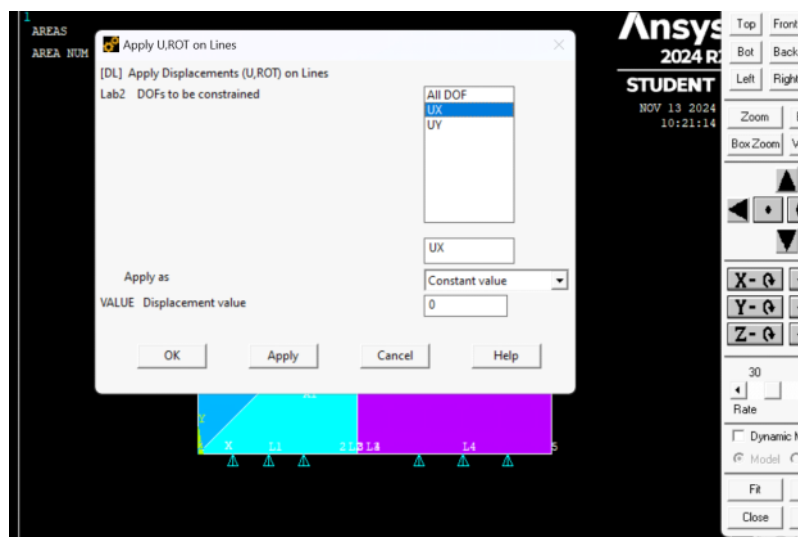 1
AREAS
AREA NUM
Ansys
2024 R
STUDENT
NOV 13 2024
10:21:14
Apply U,ROT on Lines
[DL] Apply Displacements (U,ROT) on Lines
Lab2 DOFs to be constrained
All DOF
UX
UY
UX
Apply as
Constant value
VALUE Displacement value
0
OK Apply Cancel Help
Y
X L1 2 L4 5
Top Front
Bot Back
Left Right
Zoom
Box Zoom
X-
Y-
Z-
30
Rate
Dynamic M
Model
Fit
Close